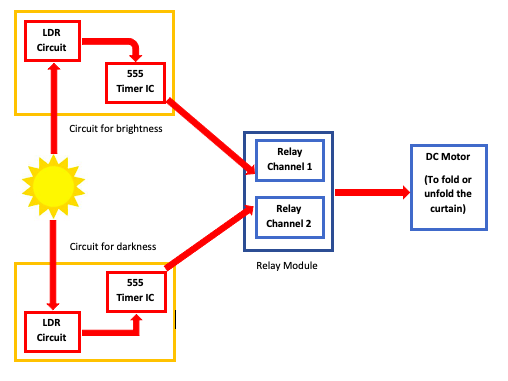 LDR
Circuit
555
Timer IC
Circuit for brightness
Relay
Channel 1
Relay
Channel 2
Relay Module
DC Motor
(To fold or
unfold the
curtain)
Circuit for darkness
555
Timer IC
LDR
Circuit